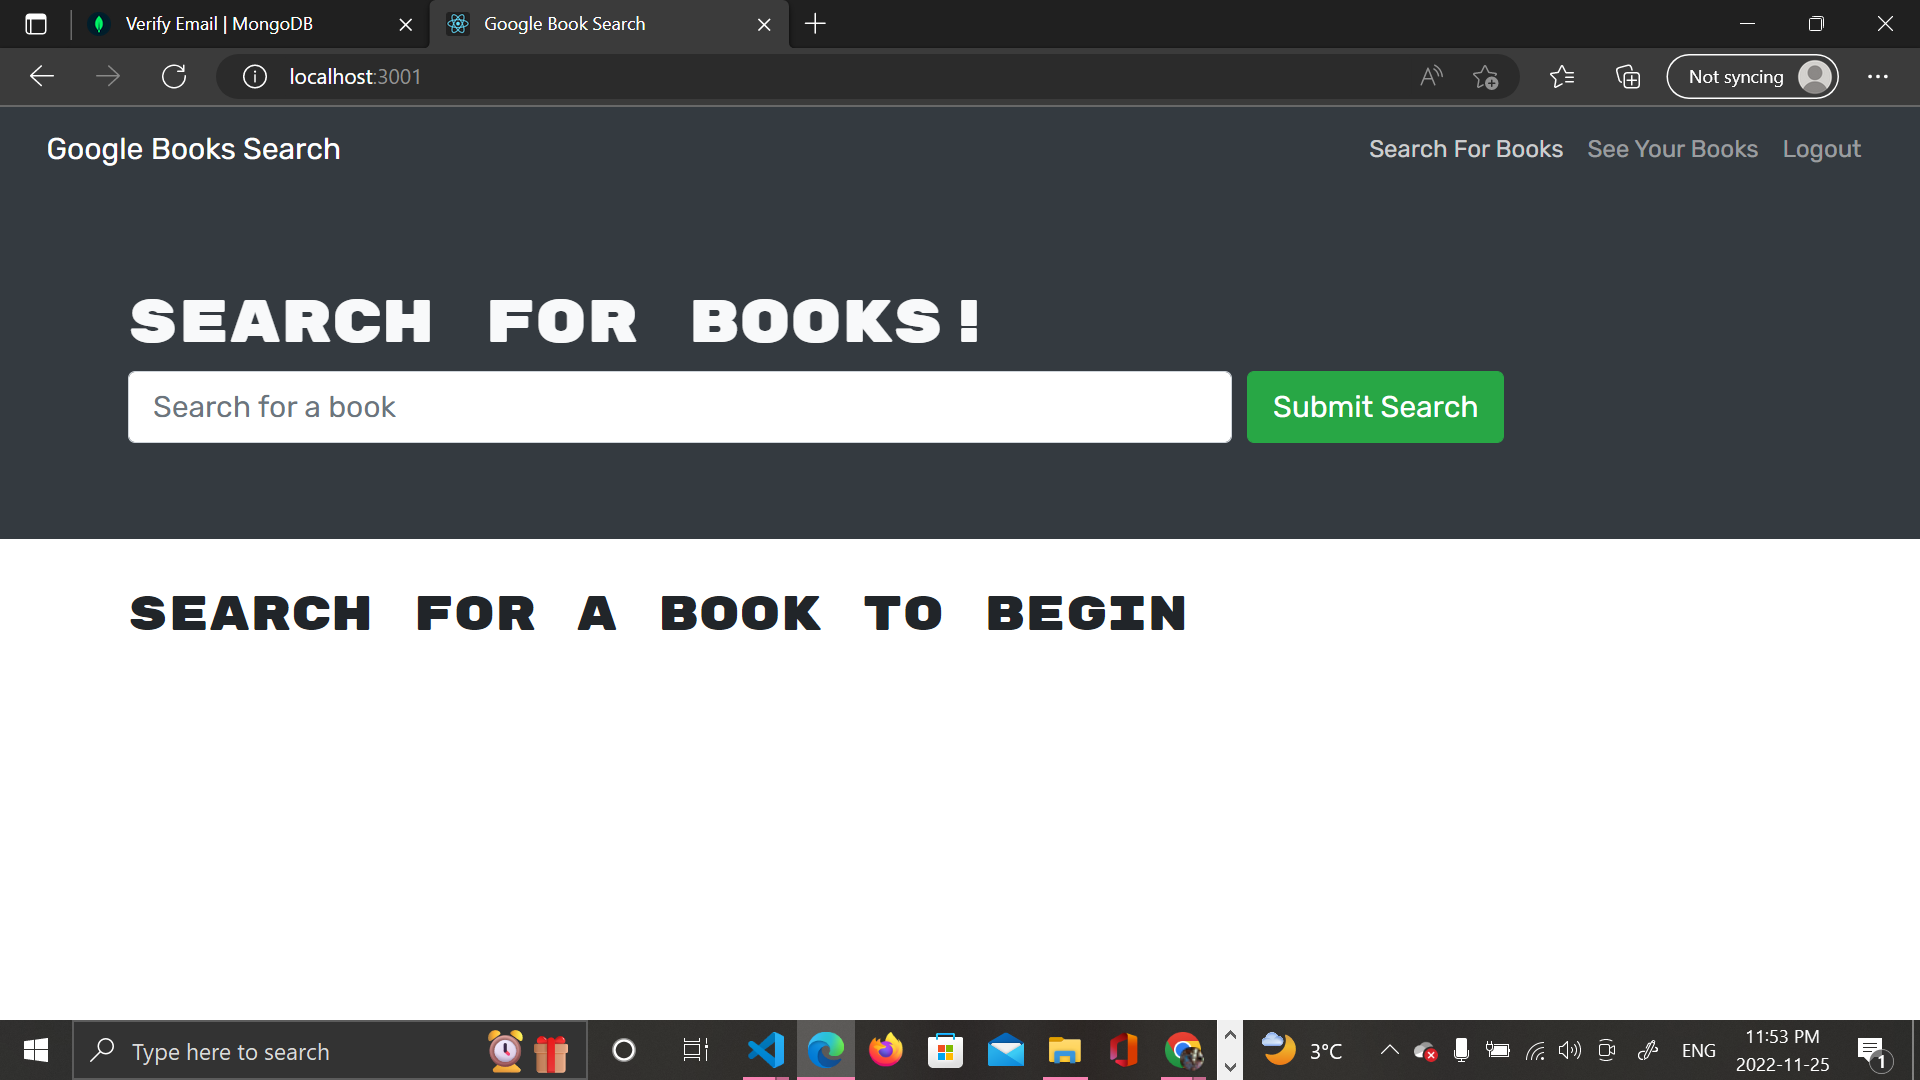 Verify Email | MongoDB
Google Book Search
localhost:3001
Not syncing
Google Books Search
Search For Books
See Your Books
Logout
SEARCH FOR BOOKS!
Search for a book
Submit Search
SEARCH FOR A BOOK TO BEGIN
Type here to search
3°C
ENG
11:53 PM
2022-11-25
1